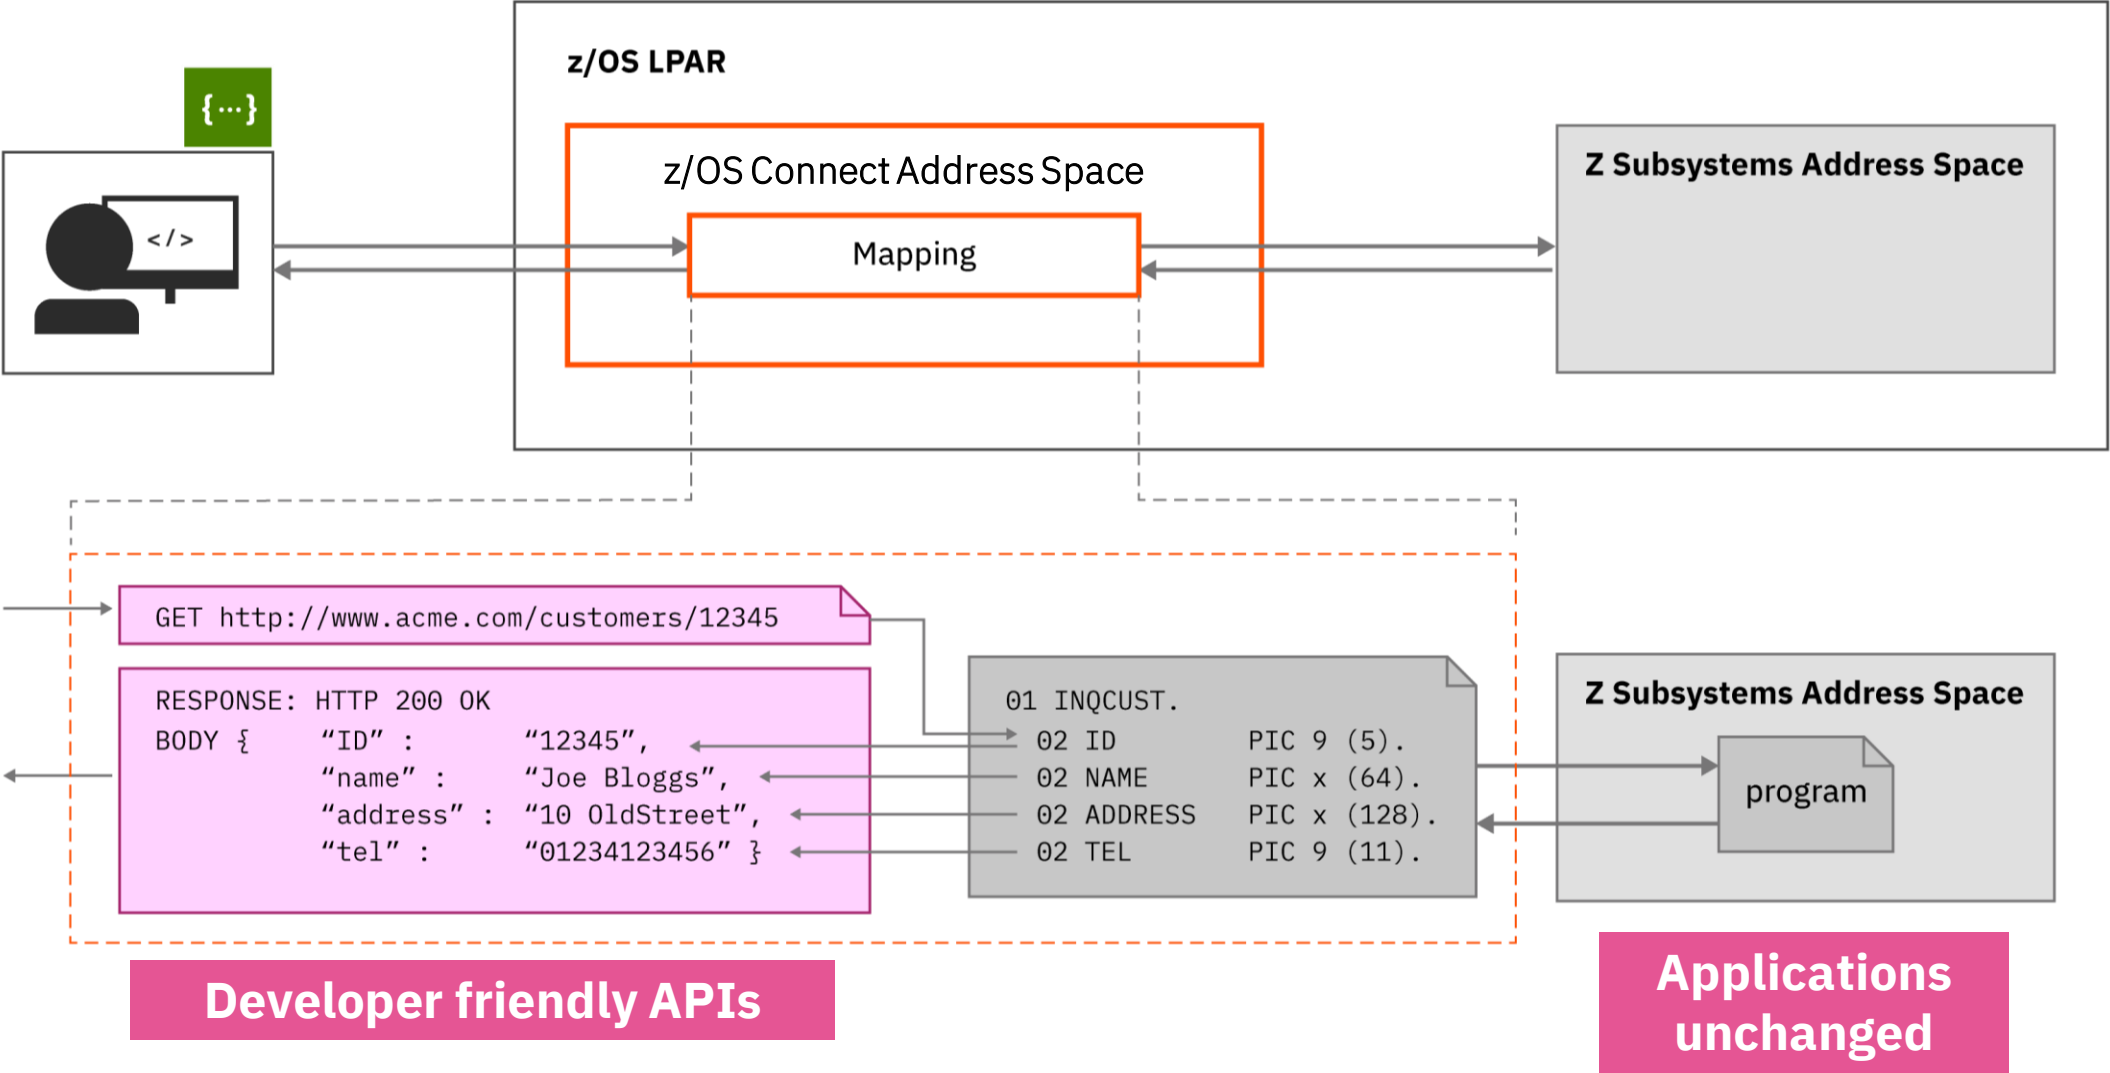 z/OS LPAR
{...}
z/OS Connect Address Space
Z Subsystems Address Space
</>
Mapping
GET http://www.acme.com/customers/12345
RESPONSE: HTTP 200 OK
BODY { “ID” : “12345”,
“name” : “Joe Bloggs”,
“address” : “10 OldStreet”,
“tel” : “01234123456” }
01 INQCUST.
02 ID PIC 9 (5).
02 NAME PIC x (64).
02 ADDRESS PIC x (128).
02 TEL PIC 9 (11).
Z Subsystems Address Space
program
Developer friendly APIs
Applications
unchanged